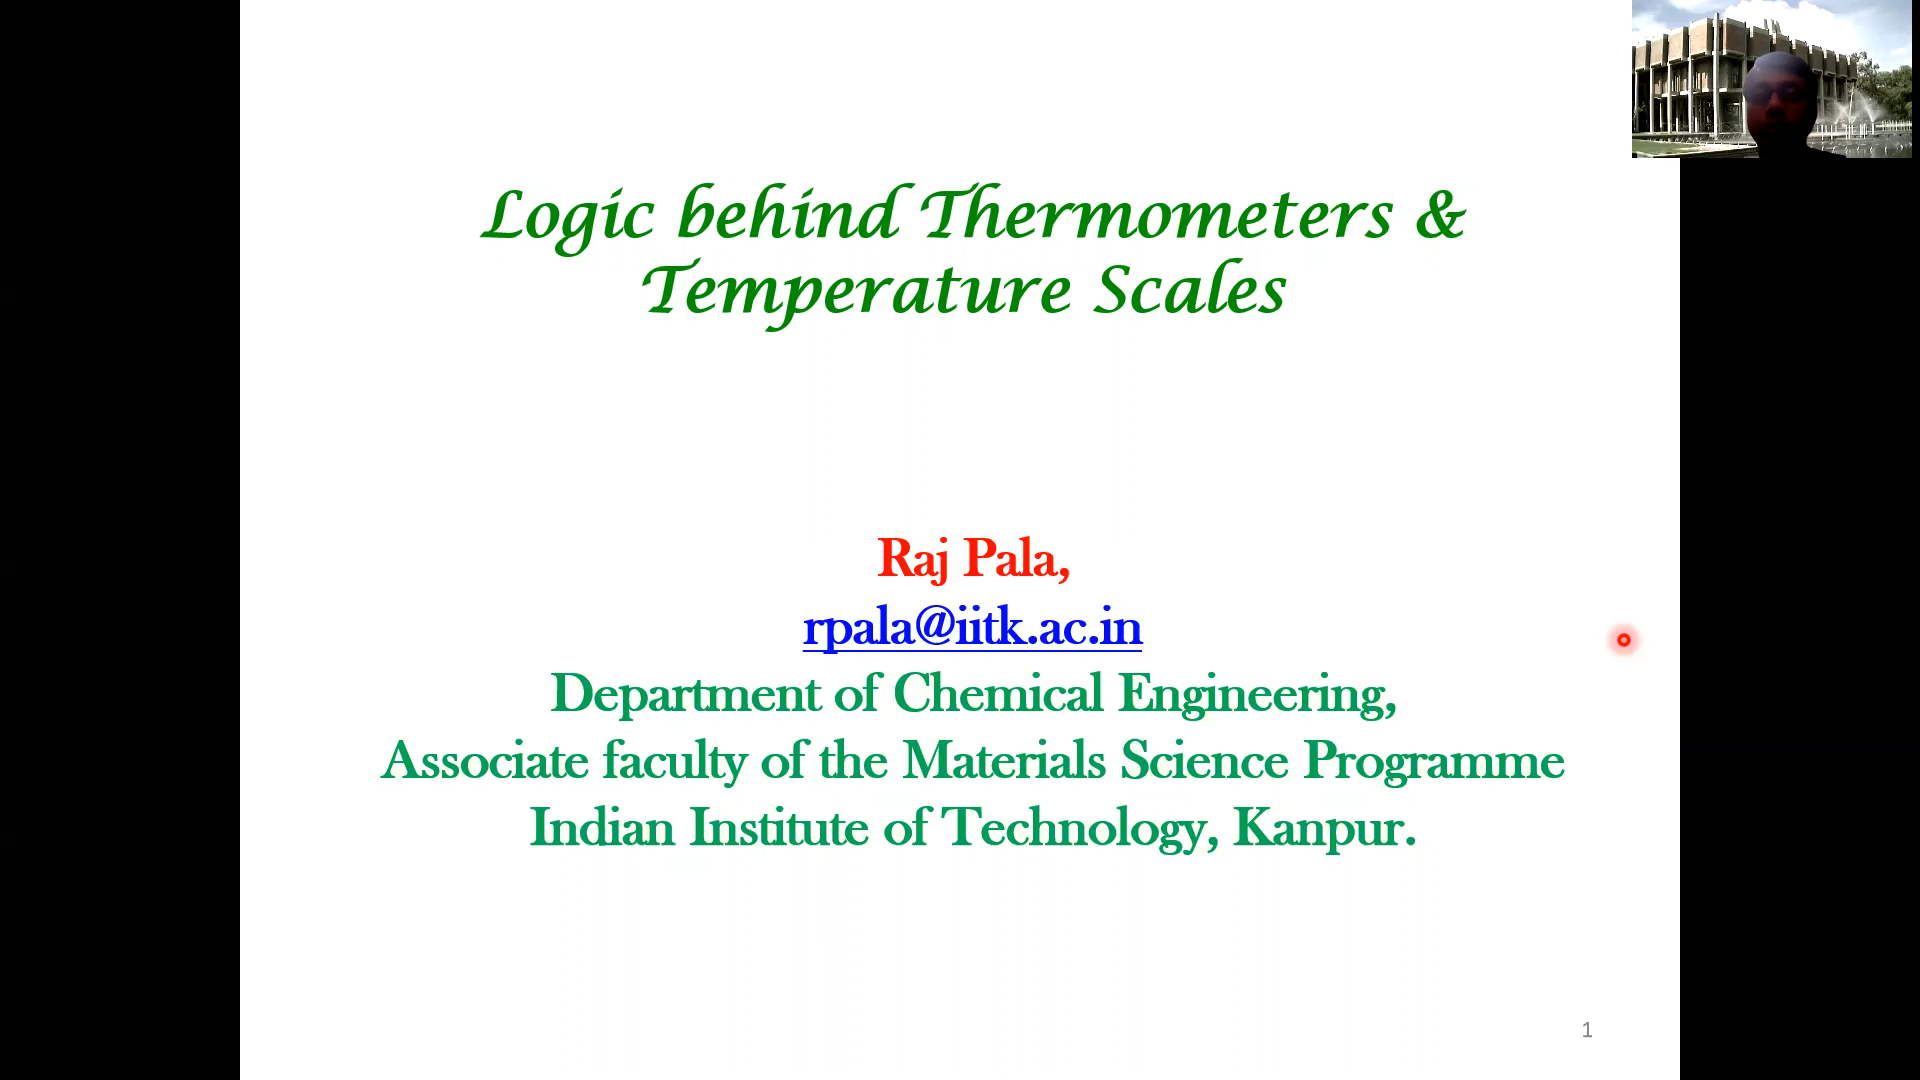 Logic behind Thermometers &
Temperature Scales
Raj Pala,
rpala@iitk.ac.in
Department of Chemical Engineering,
Associate faculty of the Materials Science Programme
Indian Institute of Technology, Kanpur.
1